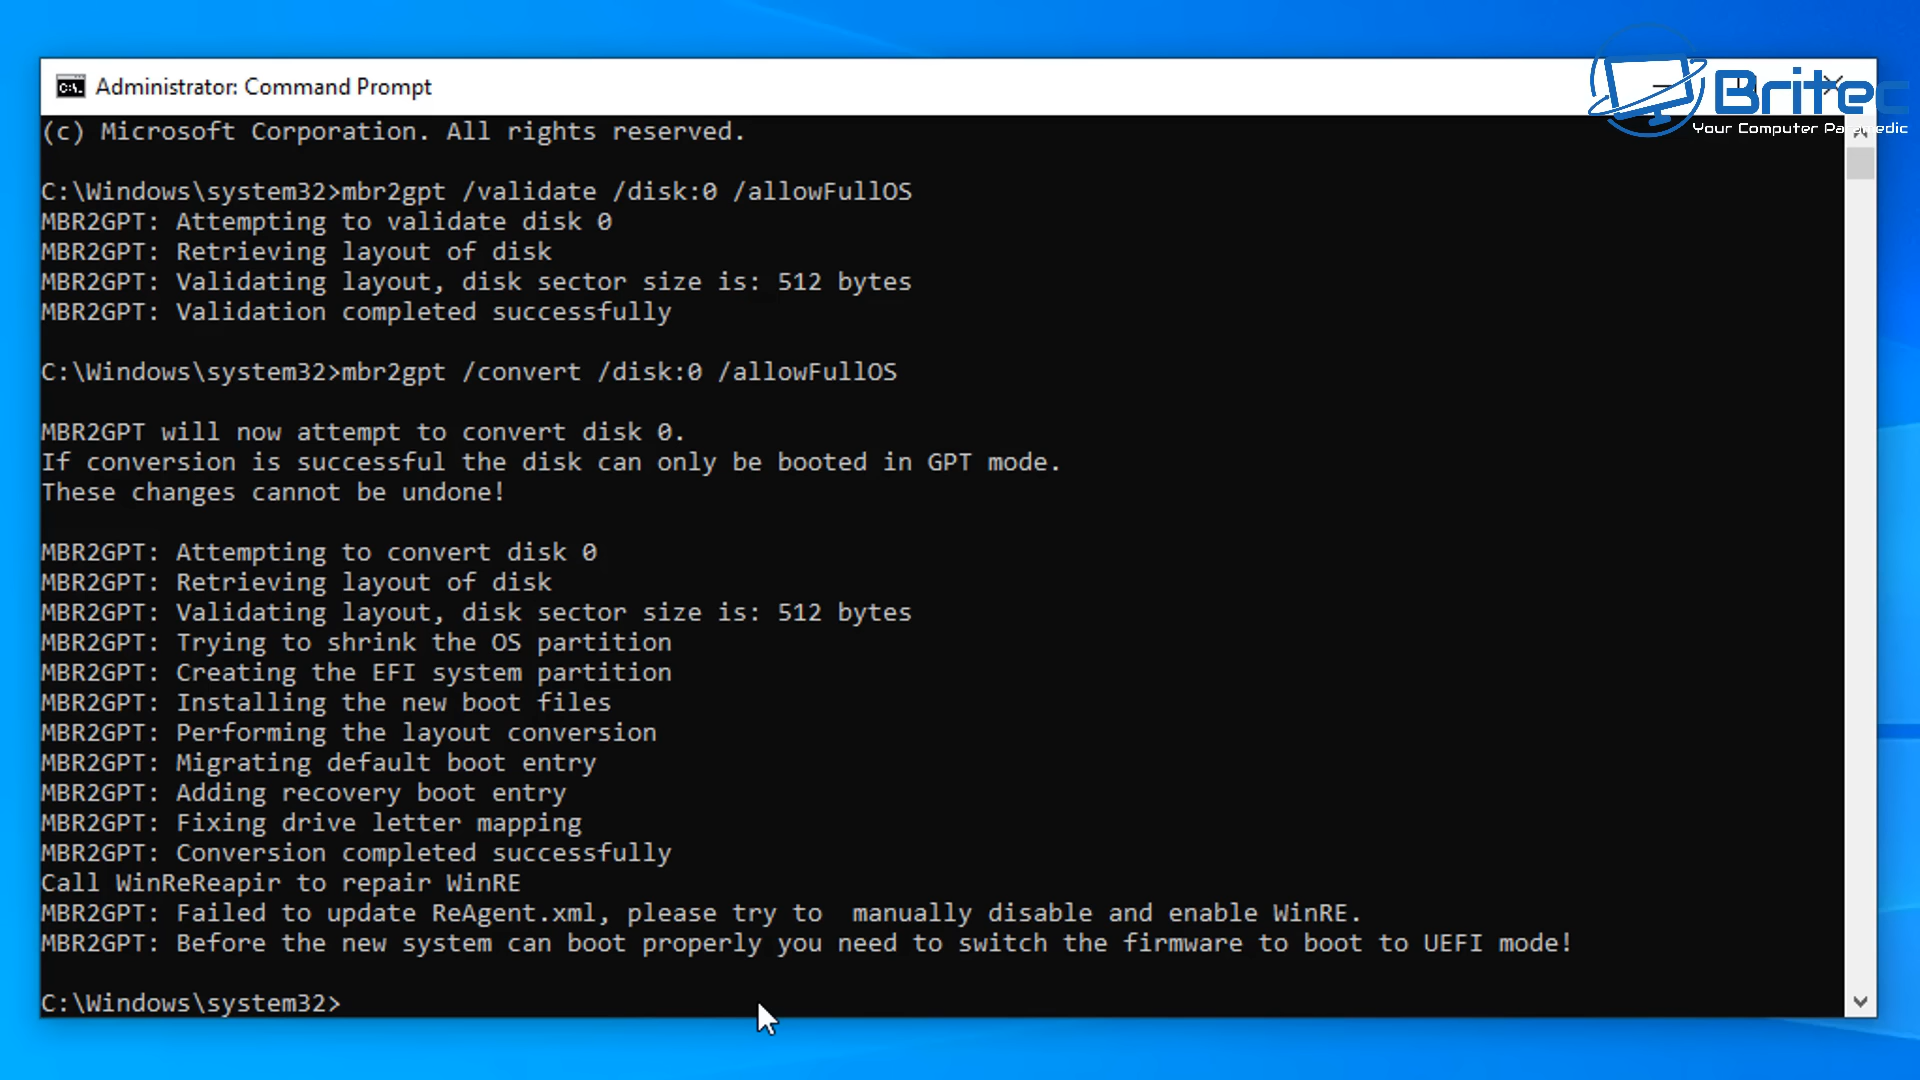 Administrator: Command Prompt
Britec
Your Computer Paramedic
(c) Microsoft Corporation. All rights reserved.
C:\Windows\system32>mbr2gpt /validate /disk:0 /allowFullOS
MBR2GPT: Attempting to validate disk 0
MBR2GPT: Retrieving layout of disk
MBR2GPT: Validating layout, disk sector size is: 512 bytes
MBR2GPT: Validation completed successfully
C:\Windows\system32>mbr2gpt /convert /disk:0 /allowFullOS
MBR2GPT will now attempt to convert disk 0.
If conversion is successful the disk can only be booted in GPT mode.
These changes cannot be undone!
MBR2GPT: Attempting to convert disk 0
MBR2GPT: Retrieving layout of disk
MBR2GPT: Validating layout, disk sector size is: 512 bytes
MBR2GPT: Trying to shrink the OS partition
MBR2GPT: Creating the EFI system partition
MBR2GPT: Installing the new boot files
MBR2GPT: Performing the layout conversion
MBR2GPT: Migrating default boot entry
MBR2GPT: Adding recovery boot entry
MBR2GPT: Fixing drive letter mapping
MBR2GPT: Conversion completed successfully
Call WinReReapir to repair WinRE
MBR2GPT: Failed to update ReAgent.xml, please try to  manually disable and enable WinRE.
MBR2GPT: Before the new system can boot properly you need to switch the firmware to boot to UEFI mode!
C:\Windows\system32>